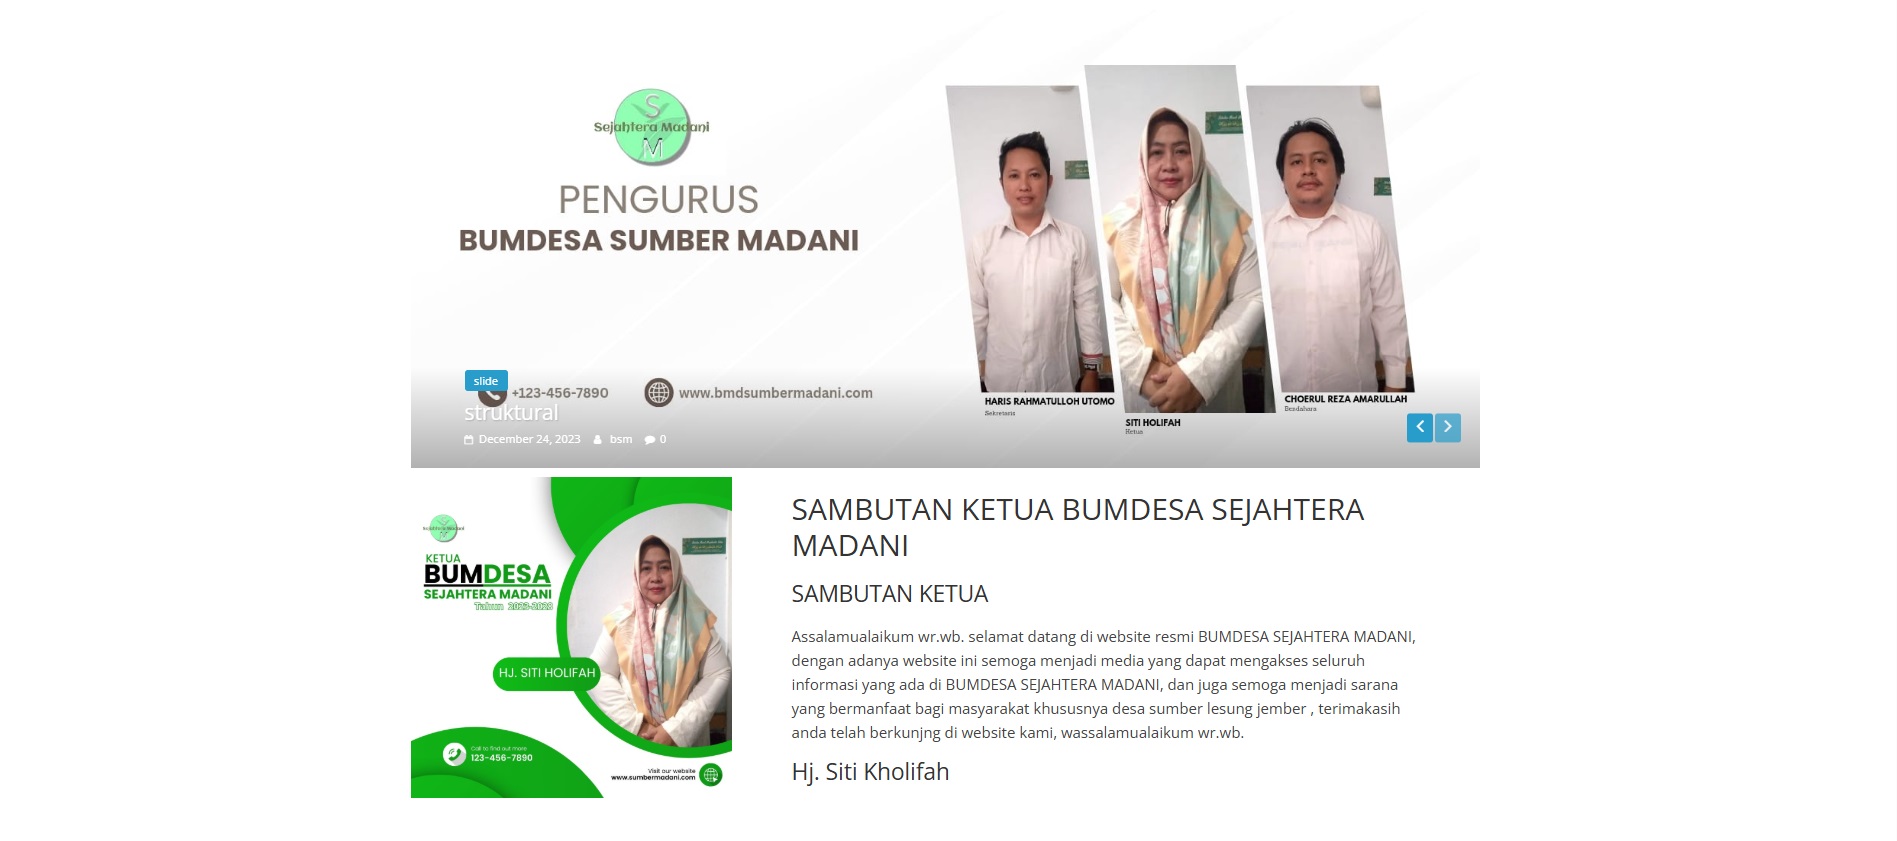 S
Sejahtera Madani
M
PENGURUS
BUMDESA SUMBER MADANI
slide
+123-456-7890
www.bmdsumbermadani.com
struktural
December 24, 2023 bsm 0
HARIS RAHMATULLOH UTOMO
Sekretaris
SITI HOLIFAH
Ketua
CHOERUL REZA AMARULLAH
Bendahara
Sejahtera Madani
KETUA
BUMDESA
SEJAHTERA MADANI
Tahun 2023-2028
HJ. SITI HOLIFAH
Call to find out more
123-456-7890
Visit our website
www.sumbermadani.com
SAMBUTAN KETUA BUMDESA SEJAHTERA
MADANI
SAMBUTAN KETUA
Assalamualaikum wr.wb. selamat datang di website resmi BUMDESA SEJAHTERA MADANI,
dengan adanya website ini semoga menjadi media yang dapat mengakses seluruh
informasi yang ada di BUMDESA SEJAHTERA MADANI, dan juga semoga menjadi sarana
yang bermanfaat bagi masyarakat khususnya desa sumber lesung jember , terimakasih
anda telah berkunjng di website kami, wassalamualaikum wr.wb.
Hj. Siti Kholifah